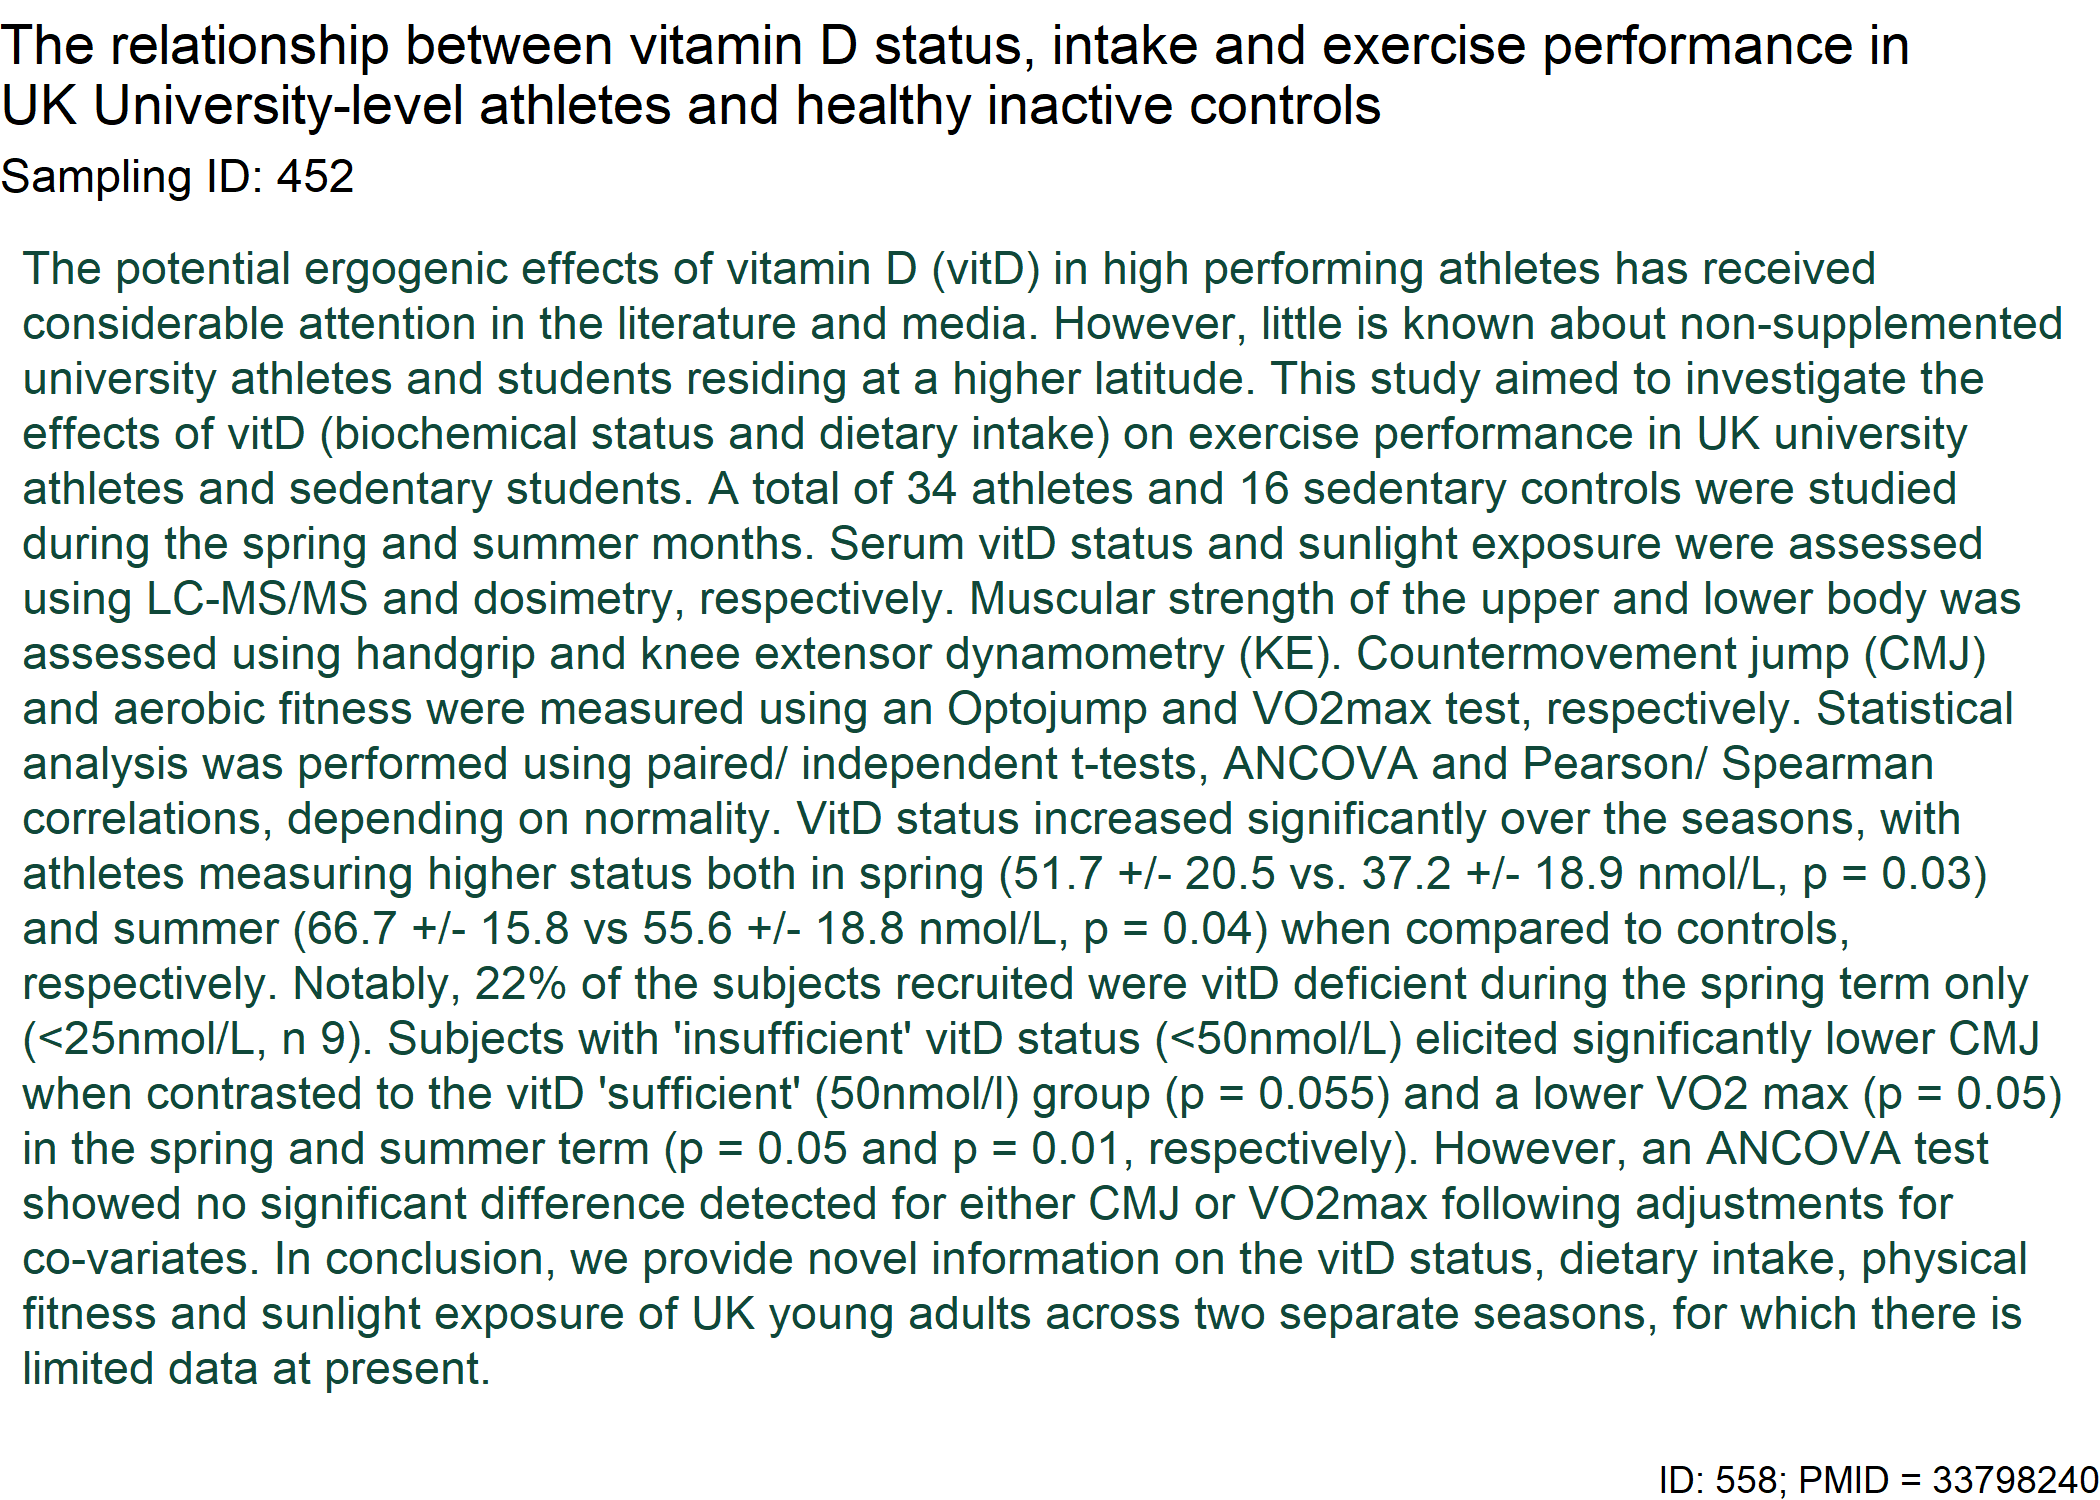 The relationship between vitamin D status, intake and exercise performance in
UK University-level athletes and healthy inactive controls
Sampling ID: 452
The potential ergogenic effects of vitamin D (vitD) in high performing athletes has received
considerable attention in the literature and media. However, little is known about non-supplemented
university athletes and students residing at a higher latitude. This study aimed to investigate the
effects of vitD (biochemical status and dietary intake) on exercise performance in UK university
athletes and sedentary students. A total of 34 athletes and 16 sedentary controls were studied
during the spring and summer months. Serum vitD status and sunlight exposure were assessed
using LC-MS/MS and dosimetry, respectively. Muscular strength of the upper and lower body was
assessed using handgrip and knee extensor dynamometry (KE). Countermovement jump (CMJ)
and aerobic fitness were measured using an Optojump and VO2max test, respectively. Statistical
analysis was performed using paired/ independent t-tests, ANCOVA and Pearson/ Spearman
correlations, depending on normality. VitD status increased significantly over the seasons, with
athletes measuring higher status both in spring (51.7 +/- 20.5 vs. 37.2 +/- 18.9 nmol/L, p = 0.03)
and summer (66.7 +/- 15.8 vs 55.6 +/- 18.8 nmol/L, p = 0.04) when compared to controls,
respectively. Notably, 22% of the subjects recruited were vitD deficient during the spring term only
(<25nmol/L, n 9). Subjects with 'insufficient' vitD status (<50nmol/L) elicited significantly lower CMJ
when contrasted to the vitD 'sufficient' (50nmol/l) group (p = 0.055) and a lower VO2 max (p = 0.05)
in the spring and summer term (p = 0.05 and p = 0.01, respectively). However, an ANCOVA test
showed no significant difference detected for either CMJ or VO2max following adjustments for
co-variates. In conclusion, we provide novel information on the vitD status, dietary intake, physical
fitness and sunlight exposure of UK young adults across two separate seasons, for which there is
limited data at present.
ID: 558; PMID = 33798240